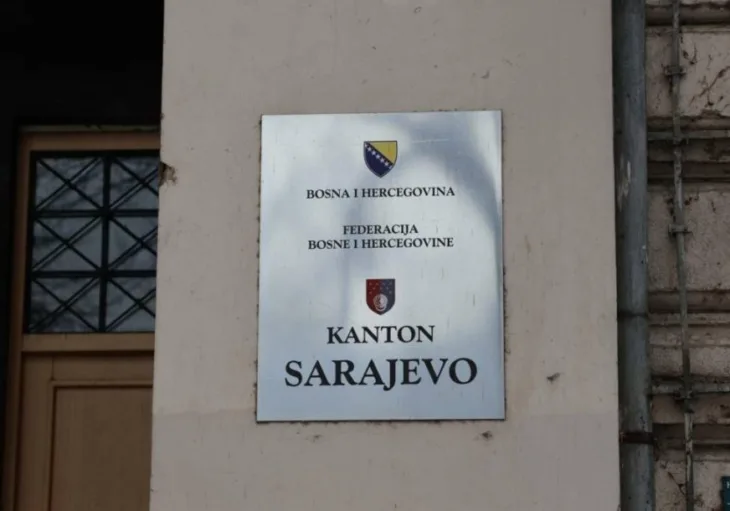 BOSNA I HERCEGOVINA
FEDERACIJA
BOSNE I HERCEGOVINE
KANTON
SARAJEVO